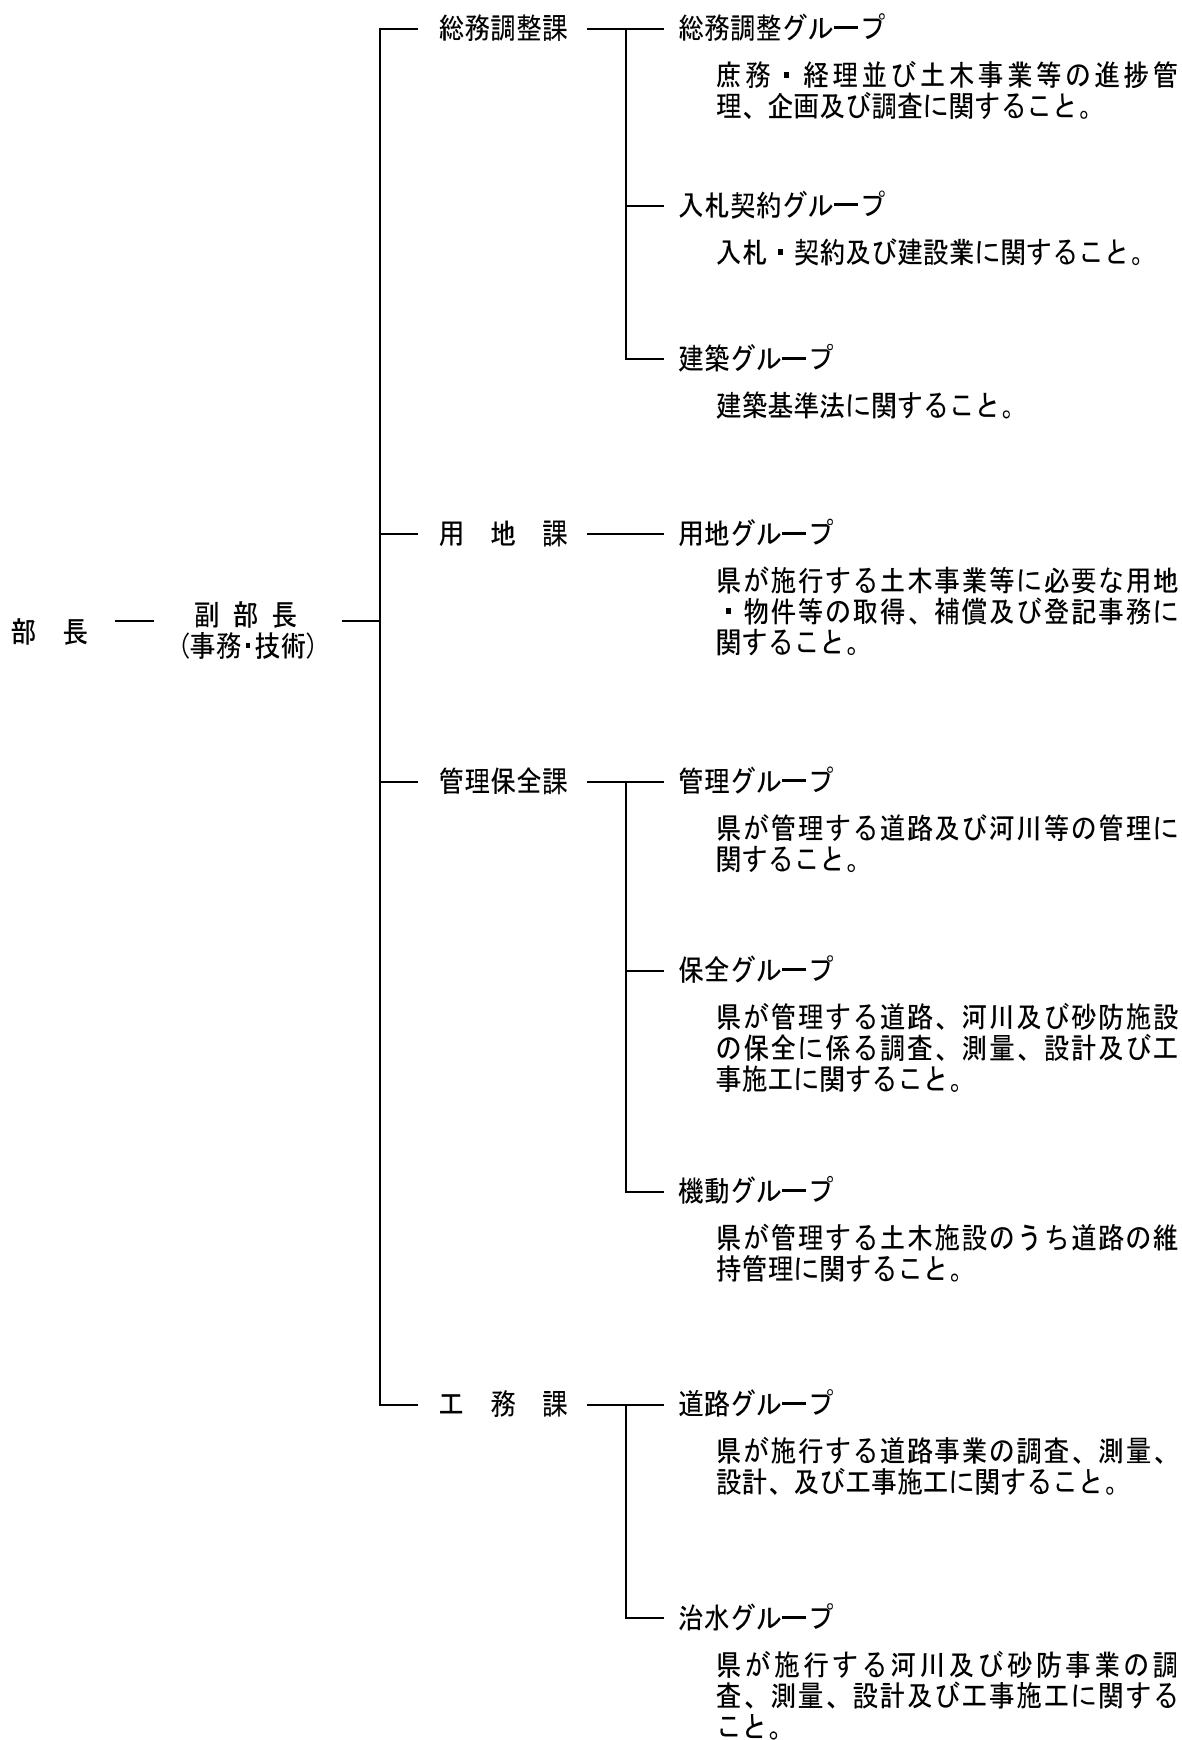 部　長
副 部 長
(事務・技術)
総務調整課
総務調整グループ
庶務・経理並び土木事業等の進捗管
理、企画及び調査に関すること。
入札契約グループ
入札・契約及び建設業に関すること。
建築グループ
建築基準法に関すること。
用　地　課
用地グループ
県が施行する土木事業等に必要な用地
・物件等の取得、補償及び登記事務に
関すること。
管理保全課
管理グループ
県が管理する道路及び河川等の管理に
関すること。
保全グループ
県が管理する道路、河川及び砂防施設
の保全に係る調査、測量、設計及び工
事施工に関すること。
機動グループ
県が管理する土木施設のうち道路の維
持管理に関すること。
工　務　課
道路グループ
県が施行する道路事業の調査、測量、
設計、及び工事施工に関すること。
治水グループ
県が施行する河川及び砂防事業の調
査、測量、設計及び工事施工に関する
こと。